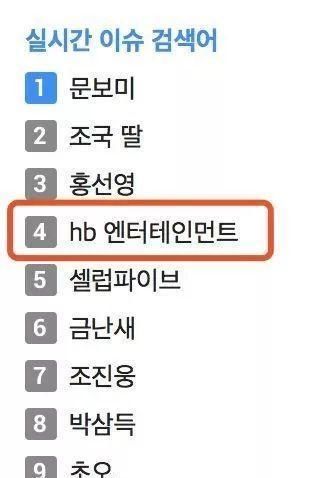 실시간 이슈 검색어
1 문보미
2 조국 딸
3 홍선영
4 hb 엔터테인먼트
5 셀럽파이브
6 금난새
7 조진웅
8 박삼득
9 초오